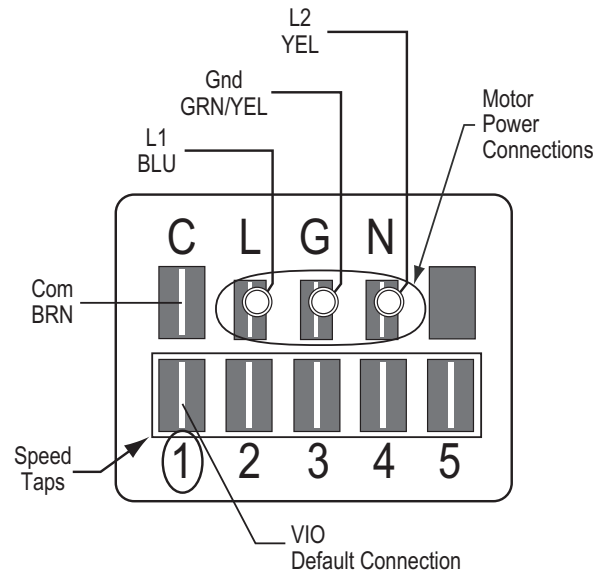 L2
YEL
Gnd
GRN/YEL
L1
BLU
Motor
Power
Connections
C L G N
Com
BRN
Speed
Taps
1 2 3 4 5
VIO
Default Connection